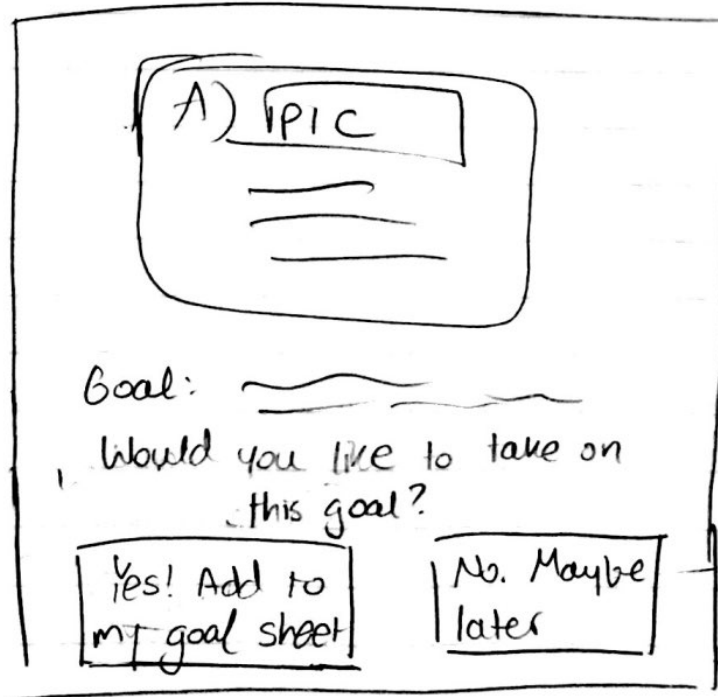 A) PIC
Goal:
Would you like to take on
this goal?
Yes! Add to
my goal sheet
No. Maybe
later